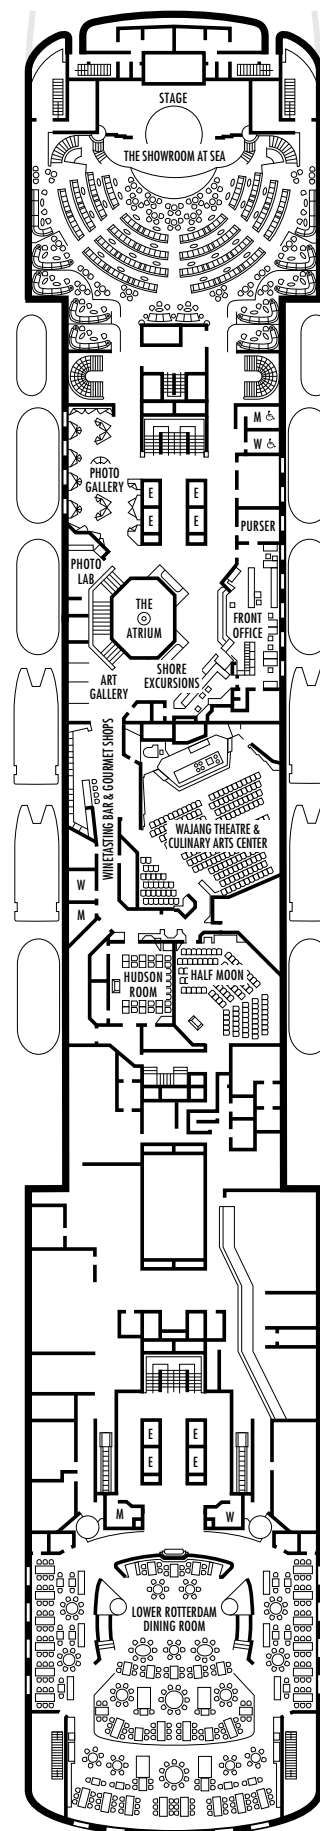 STAGE
THE SHOWROOM AT SEA
M
W
PHOTO
GALLERY
E
E
E
E
PURSER
PHOTO
LAB
THE
ATRIUM
FRONT
OFFICE
ART
GALLERY
SHORE
EXCURSIONS
WINETASTING BAR & GOURMET SHOPS
WAJANG THEATRE &
CULINARY ARTS CENTER
W
M
HUDSON
ROOM
HALF MOON
E
E
E
E
M
W
LOWER ROTTERDAM
DINING ROOM